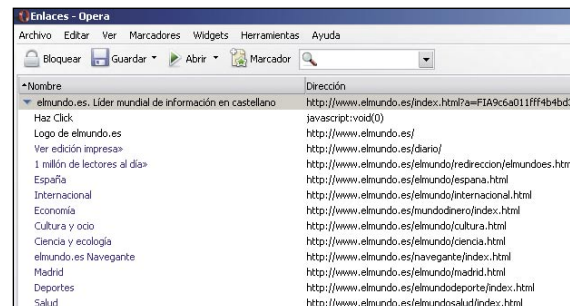 Enlaces - Opera
Archivo Editar Ver Marcadores Widgets Herramientas Ayuda
Bloquear Guardar Abrir Marcador
Nombre Dirección
elmundo.es. Líder mundial de información en castellano http://www.elmundo.es/index.html?a=FIA9c6a011fff4b4bd
Haz Click javascript:void(0)
Logo de elmundo.es http://www.elmundo.es/
Ver edición impresa» http://www.elmundo.es/diario/
1 millón de lectores al día» http://www.elmundo.es/elmundo/redireccion/elmundoes.htm
España http://www.elmundo.es/elmundo/espana.html
Internacional http://www.elmundo.es/elmundo/internacional.html
Economía http://www.elmundo.es/mundodinero/index.html
Cultura y ocio http://www.elmundo.es/elmundo/cultura.html
Ciencia y ecología http://www.elmundo.es/elmundo/ciencia.html
elmundo.es Navegante http://www.elmundo.es/navegante/index.html
Madrid http://www.elmundo.es/elmundo/madrid.html
Deportes http://www.elmundo.es/elmundodeporte/index.html
Salud http://www.elmundo.es/elmundosalud/index.html